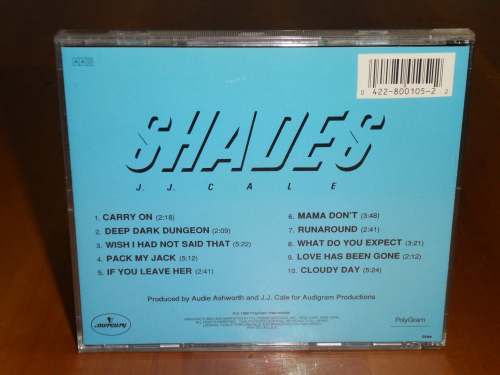 AAD
0 422-800105-2 2
SHADES
J. J. CALE
1. CARRY ON (2:18)
2. DEEP DARK DUNGEON (2:09)
3. WISH I HAD NOT SAID THAT (5:22)
4. PACK MY JACK (5:12)
5. IF YOU LEAVE HER (2:41)
6. MAMA DON'T (3:48)
7. RUNAROUND (2:41)
8. WHAT DO YOU EXPECT (3:21)
9. LOVE HAS BEEN GONE (2:12)
10. CLOUDY DAY (5:24)
Produced by Audie Ashworth and J.J. Cale for Audigram Productions
mercury
PolyGram